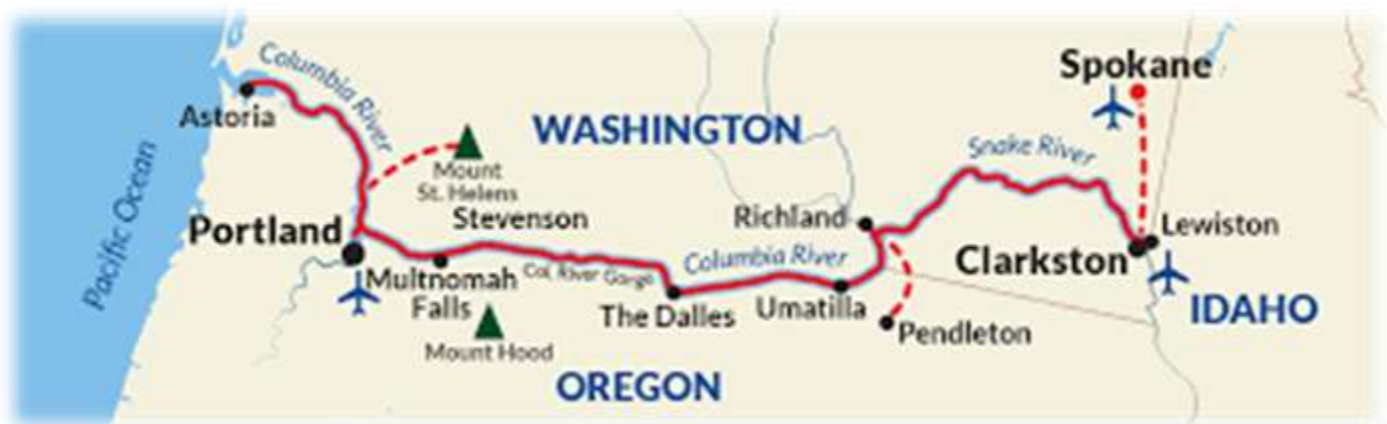 Columbia River
Spokane
Astoria
WASHINGTON
Pacific Ocean
Mount
St. Helens
Snake River
Stevenson
Richland
Lewiston
Portland
Columbia River
Clarkston
Multnomah
Falls
Col. River Gorge
The Dalles
Umatilla
IDAHO
Pendleton
Mount Hood
OREGON